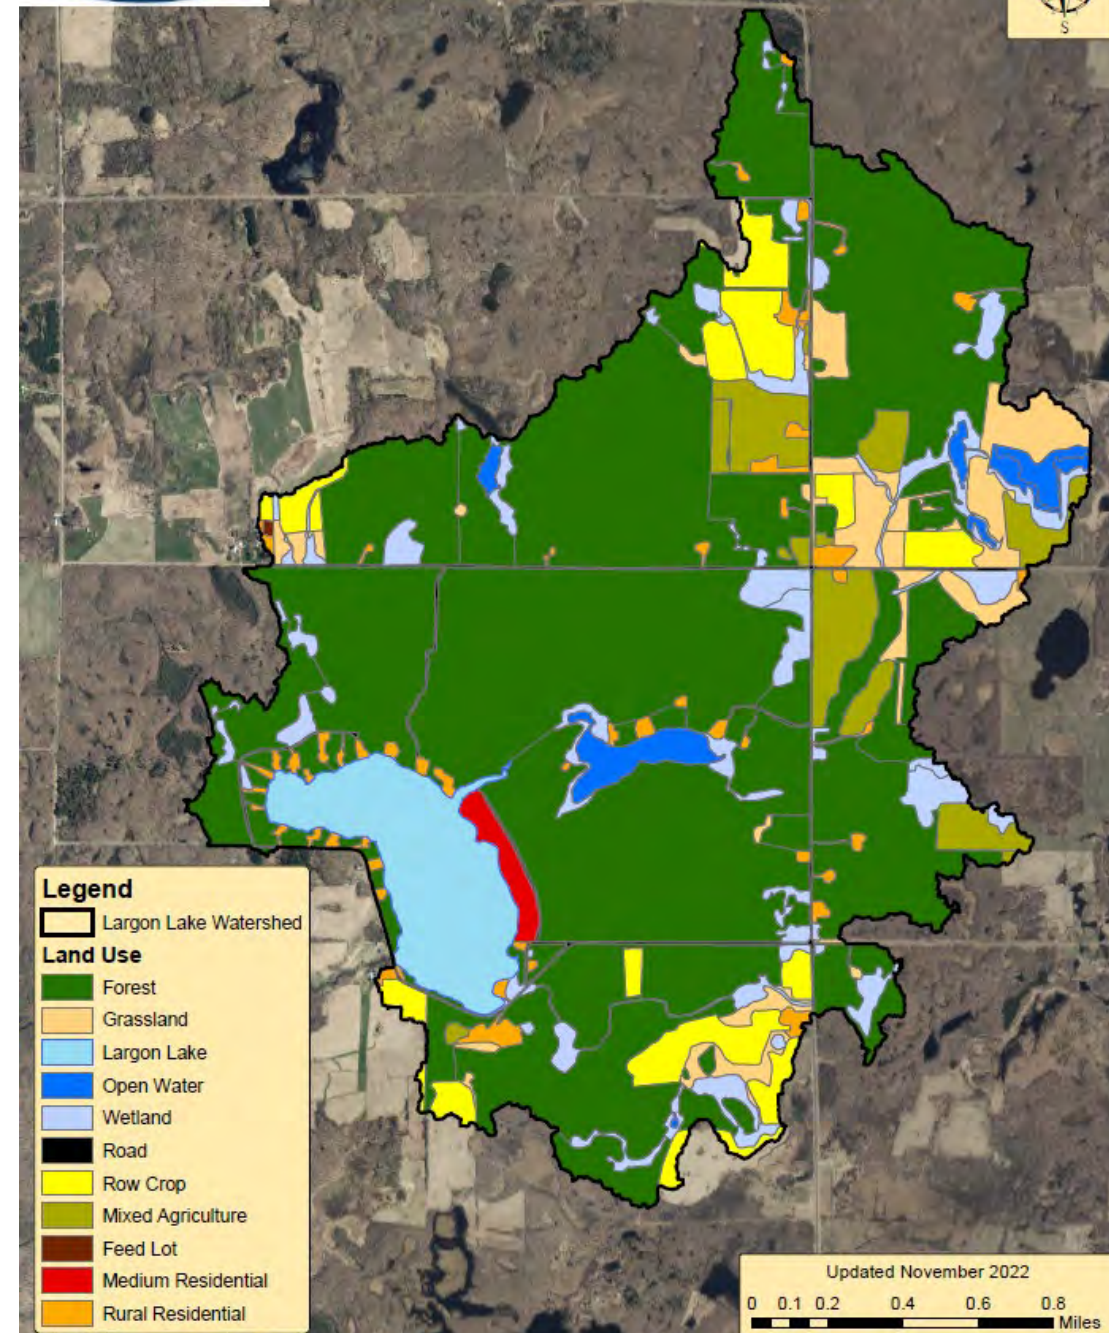 S
Legend
Largon Lake Watershed
Land Use
Forest
Grassland
Largon Lake
Open Water
Wetland
Road
Row Crop
Mixed Agriculture
Feed Lot
Medium Residential
Rural Residential
Updated November 2022
0 0.1 0.2 0.4 0.6 0.8
Miles